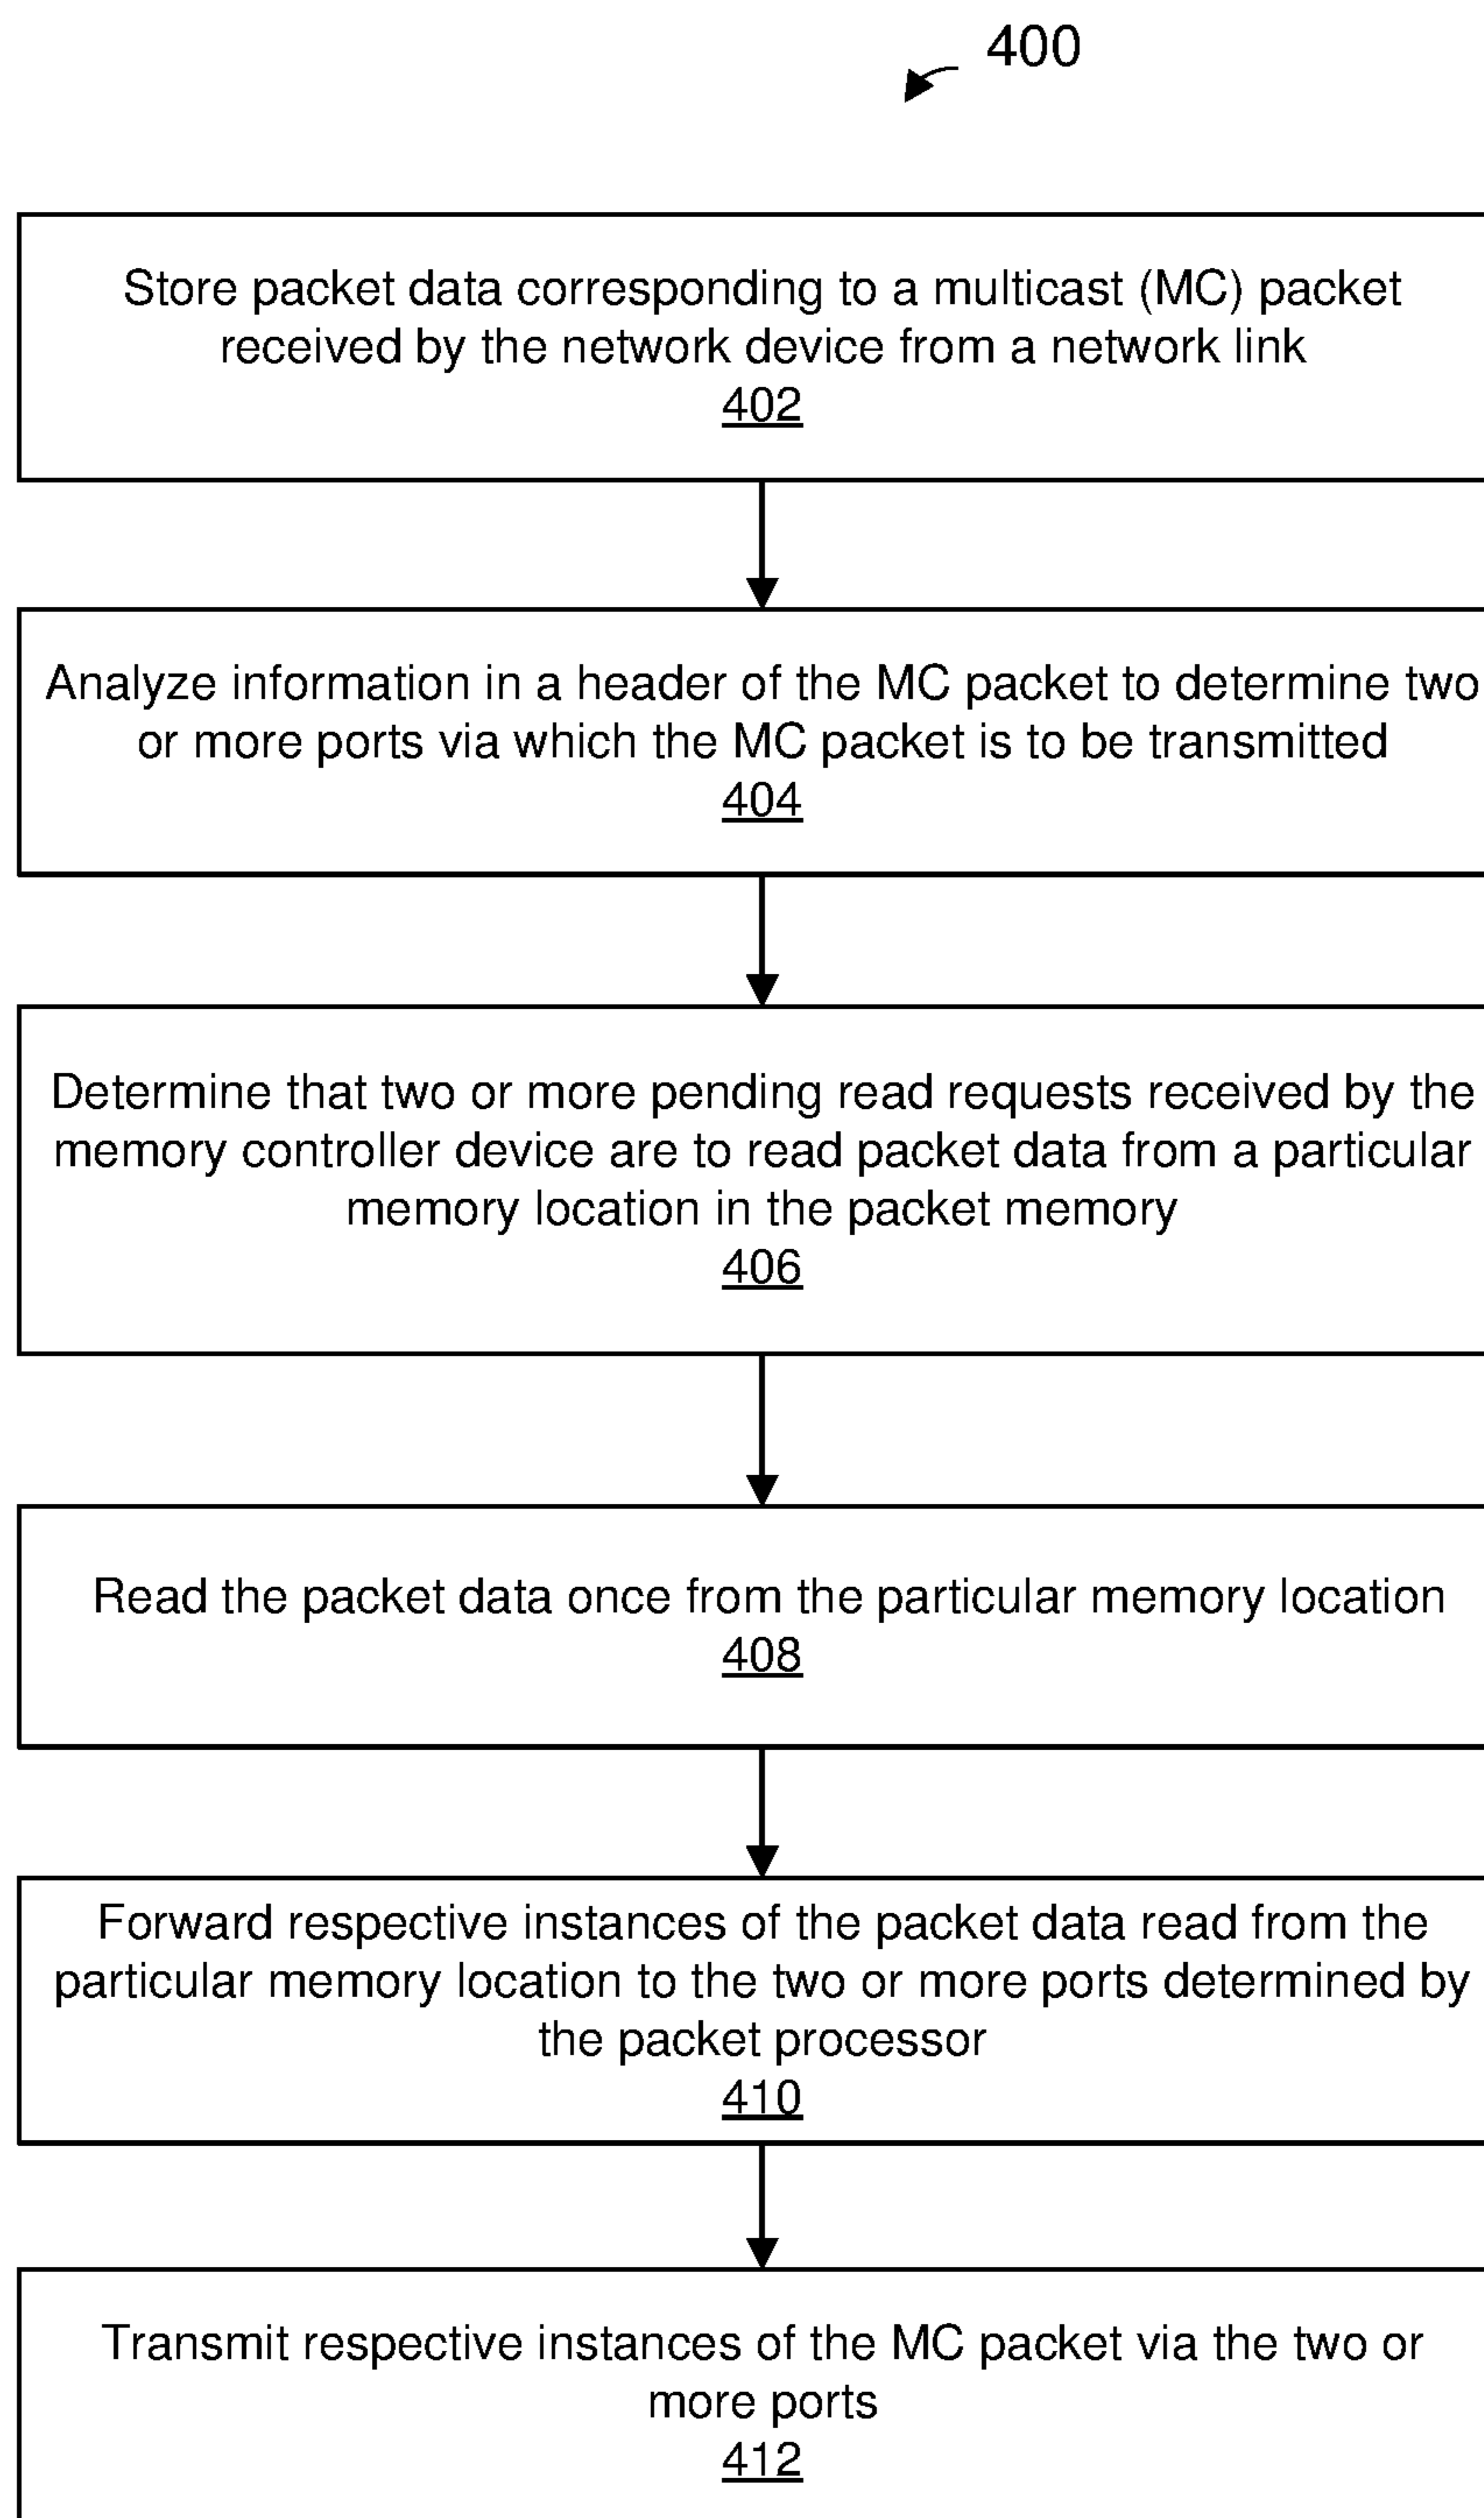 400
Store packet data corresponding to a multicast (MC) packet
received by the network device from a network link
402
Analyze information in a header of the MC packet to determine two
or more ports via which the MC packet is to be transmitted
404
Determine that two or more pending read requests received by the
memory controller device are to read packet data from a particular
memory location in the packet memory
406
Read the packet data once from the particular memory location
408
Forward respective instances of the packet data read from the
particular memory location to the two or more ports determined by
the packet processor
410
Transmit respective instances of the MC packet via the two or
more ports
412